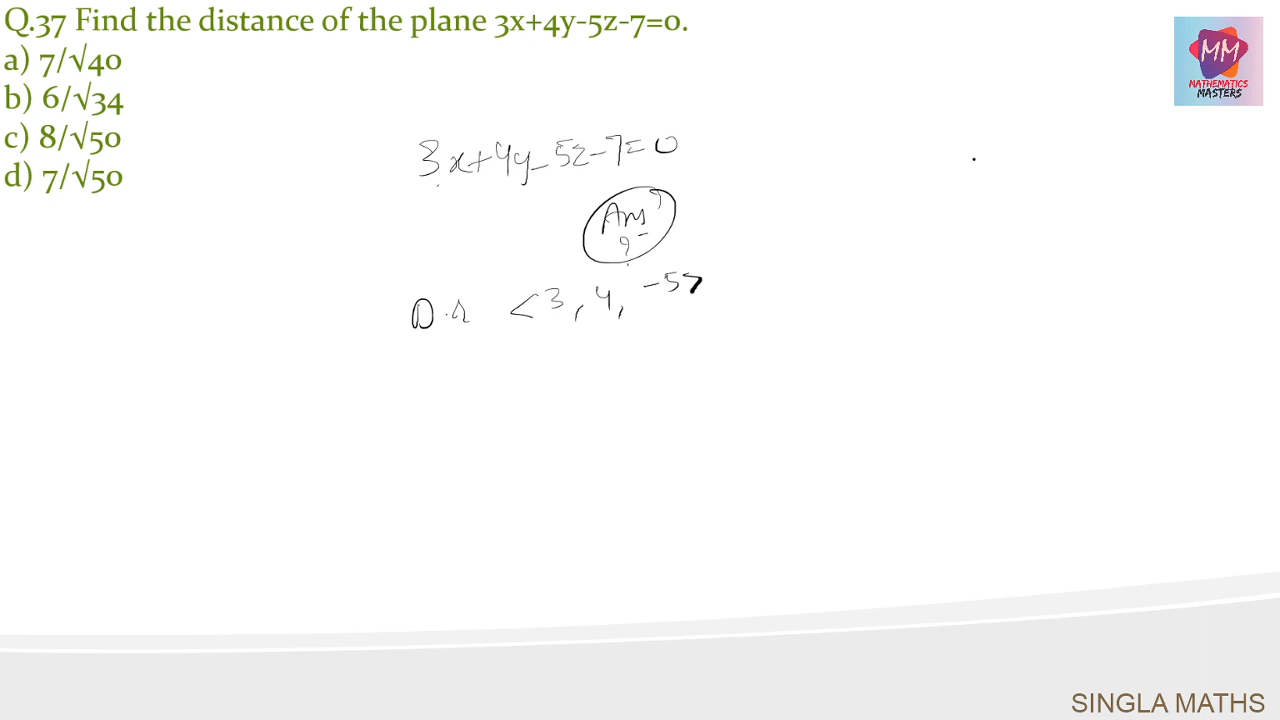 Q.37 Find the distance of the plane 3x+4y-5z-7=0.
a) 7/√40
b) 6/√34
c) 8/√50
d) 7/√50
MM
MATHEMATICS
MASTERS
3x+4y-5z-7=0
Ans
?
D.r <3, 4, -5>
SINGLA MATHS